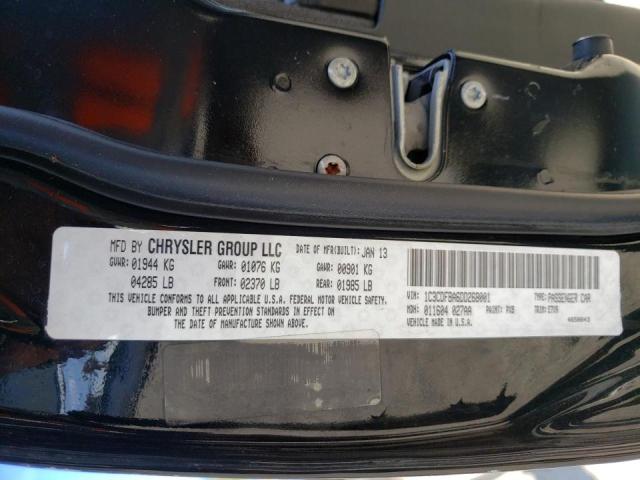 MFD BY CHRYSLER GROUP LLC DATE OF MFR(BUILT): JAN 13
GVWR: 01944 KG GAWR: 01076 KG GAWR: 00901 KG
04285 LB FRONT: 02370 LB REAR: 01985 LB
THIS VEHICLE CONFORMS TO ALL U.S.A. FEDERAL MOTOR VEHICLE SAFETY,
BUMPER AND THEFT PREVENTION STANDARDS IN EFFECT ON THE
DATE OF MANUFACTURE SHOWN ABOVE:
VIN: 1C3CDFBA6DD268001 TYPE: PASSENGER CAR
MDH: 011604 027AA PAINT: PXB TRIM:
VEHICLE MADE IN U.S.A.